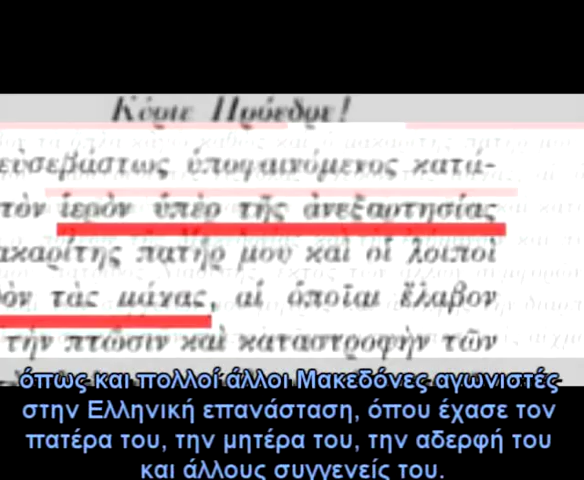 Κύριε Πρόεδρε!
εὐσεβάστως ὑποφαινόμενος κατά-
τὸν ἱερὸν ὑπὲρ τῆς ἀνεξαρτησίας
ακαρίτης πατήρ μου καὶ οἱ λοιποὶ
ὸν τὰς μάχας, αἱ ὁποῖαι ἔλαβον
τὴν πτῶσιν καὶ καταστροφὴν τῶν
όπως και πολλοί άλλοι Μακεδόνες αγωνιστές
στην Ελληνική επανάσταση, όπου έχασε τον
πατέρα του, την μητέρα του, την αδερφή του
και άλλους συγγενείς του.